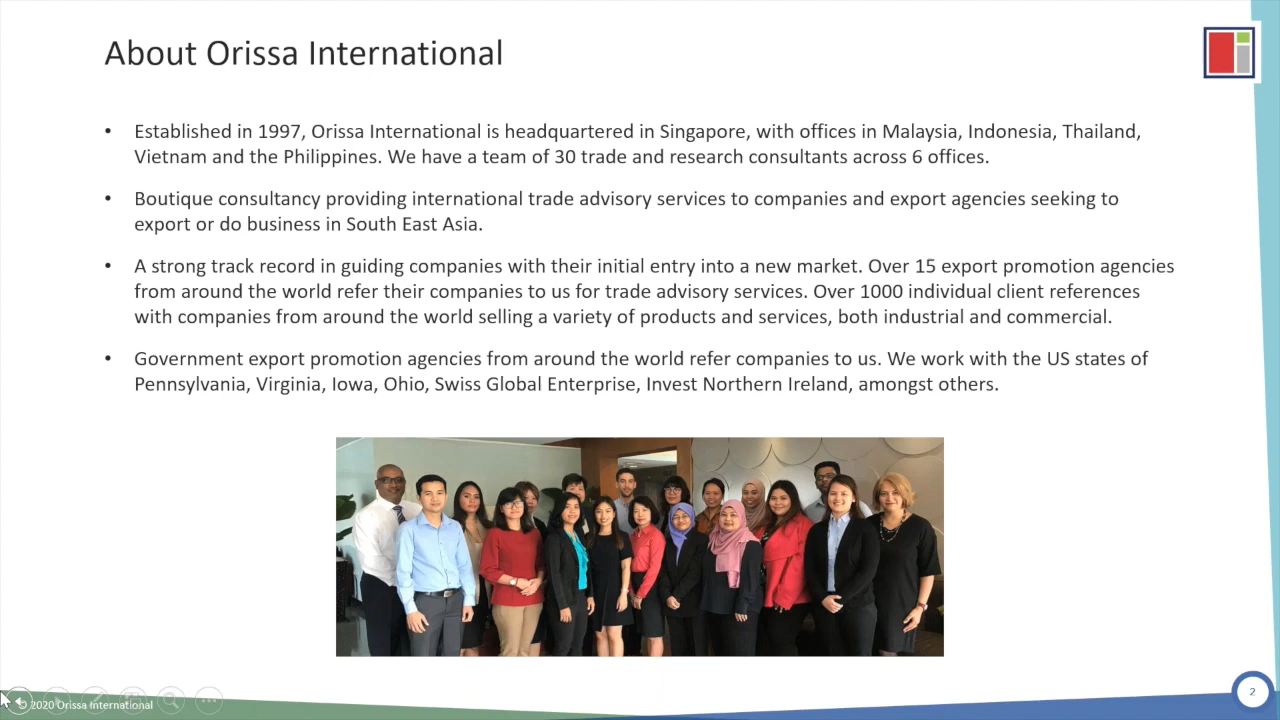 About Orissa International
• Established in 1997, Orissa International is headquartered in Singapore, with offices in Malaysia, Indonesia, Thailand,
Vietnam and the Philippines. We have a team of 30 trade and research consultants across 6 offices.
• Boutique consultancy providing international trade advisory services to companies and export agencies seeking to
export or do business in South East Asia.
• A strong track record in guiding companies with their initial entry into a new market. Over 15 export promotion agencies
from around the world refer their companies to us for trade advisory services. Over 1000 individual client references
with companies from around the world selling a variety of products and services, both industrial and commercial.
• Government export promotion agencies from around the world refer companies to us. We work with the US states of
Pennsylvania, Virginia, Iowa, Ohio, Swiss Global Enterprise, Invest Northern Ireland, amongst others.
© 2020 Orissa International
2